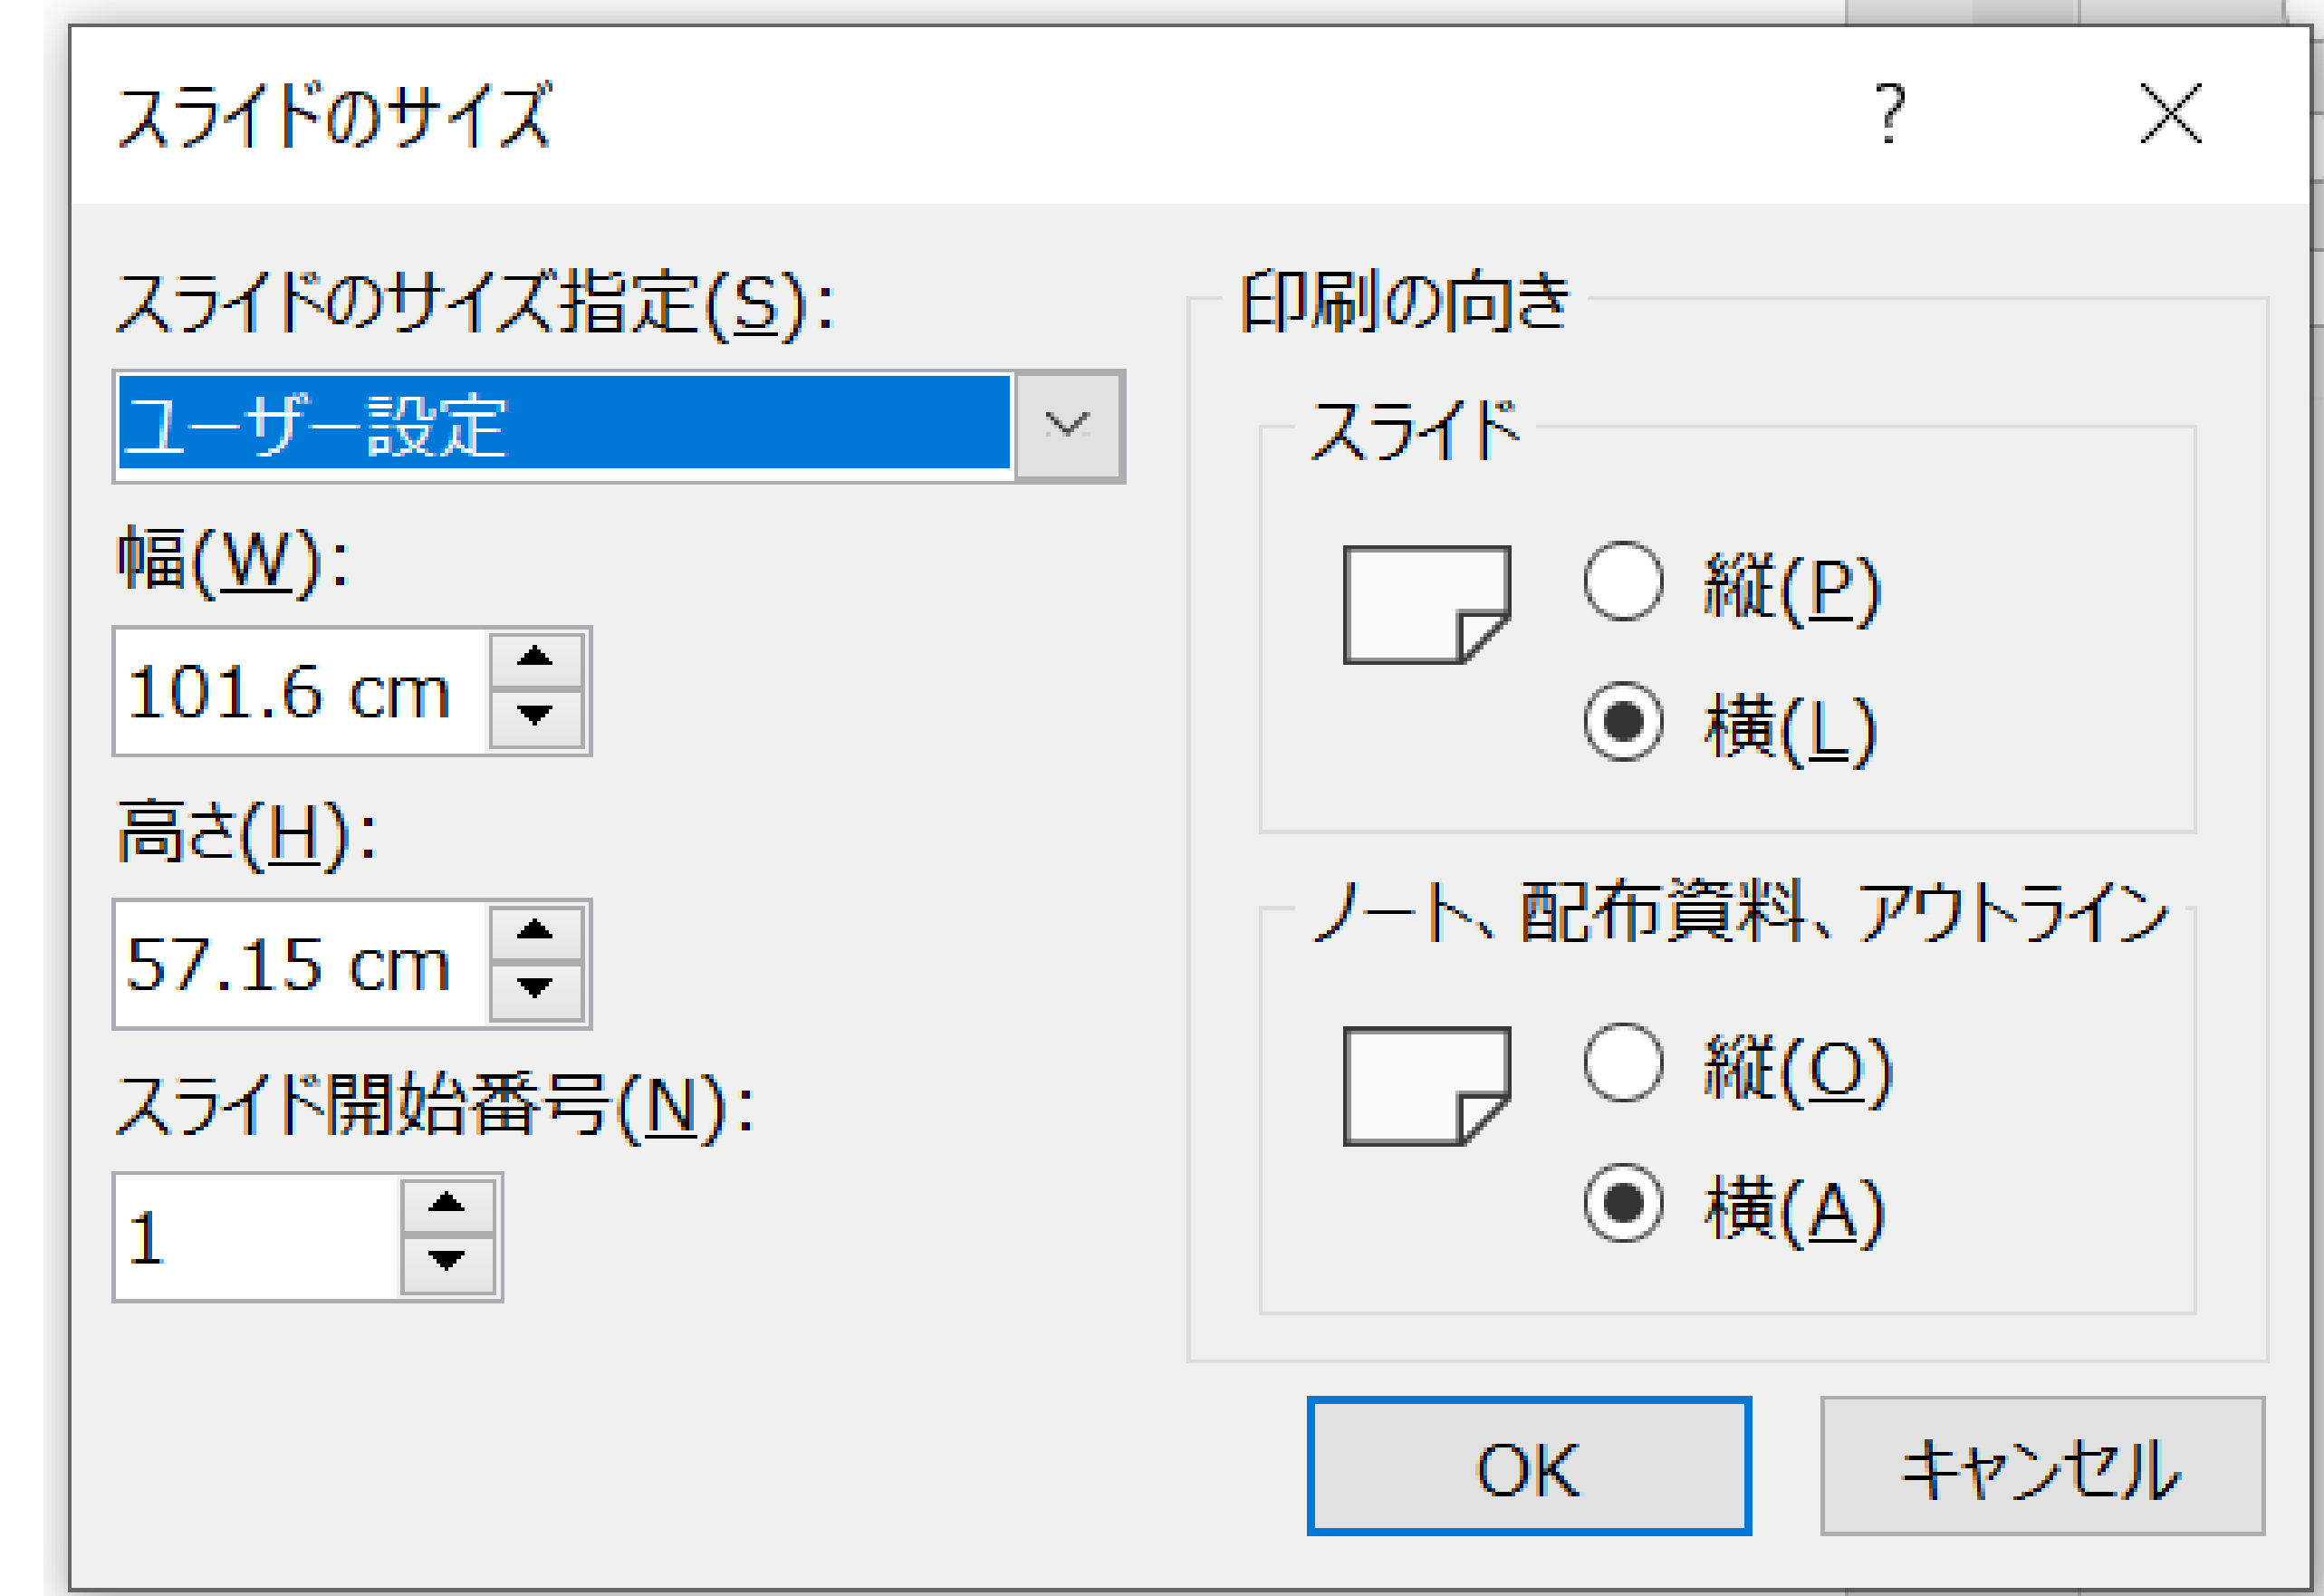 スライドのサイズ
?
スライドのサイズ指定(S):
ユーザー設定
幅(W):
101.6 cm
高さ(H):
57.15 cm
スライド開始番号(N):
1
印刷の向き
スライド
縦(P)
横(L)
ノート、配布資料、アウトライン
縦(O)
横(A)
OK
キャンセル